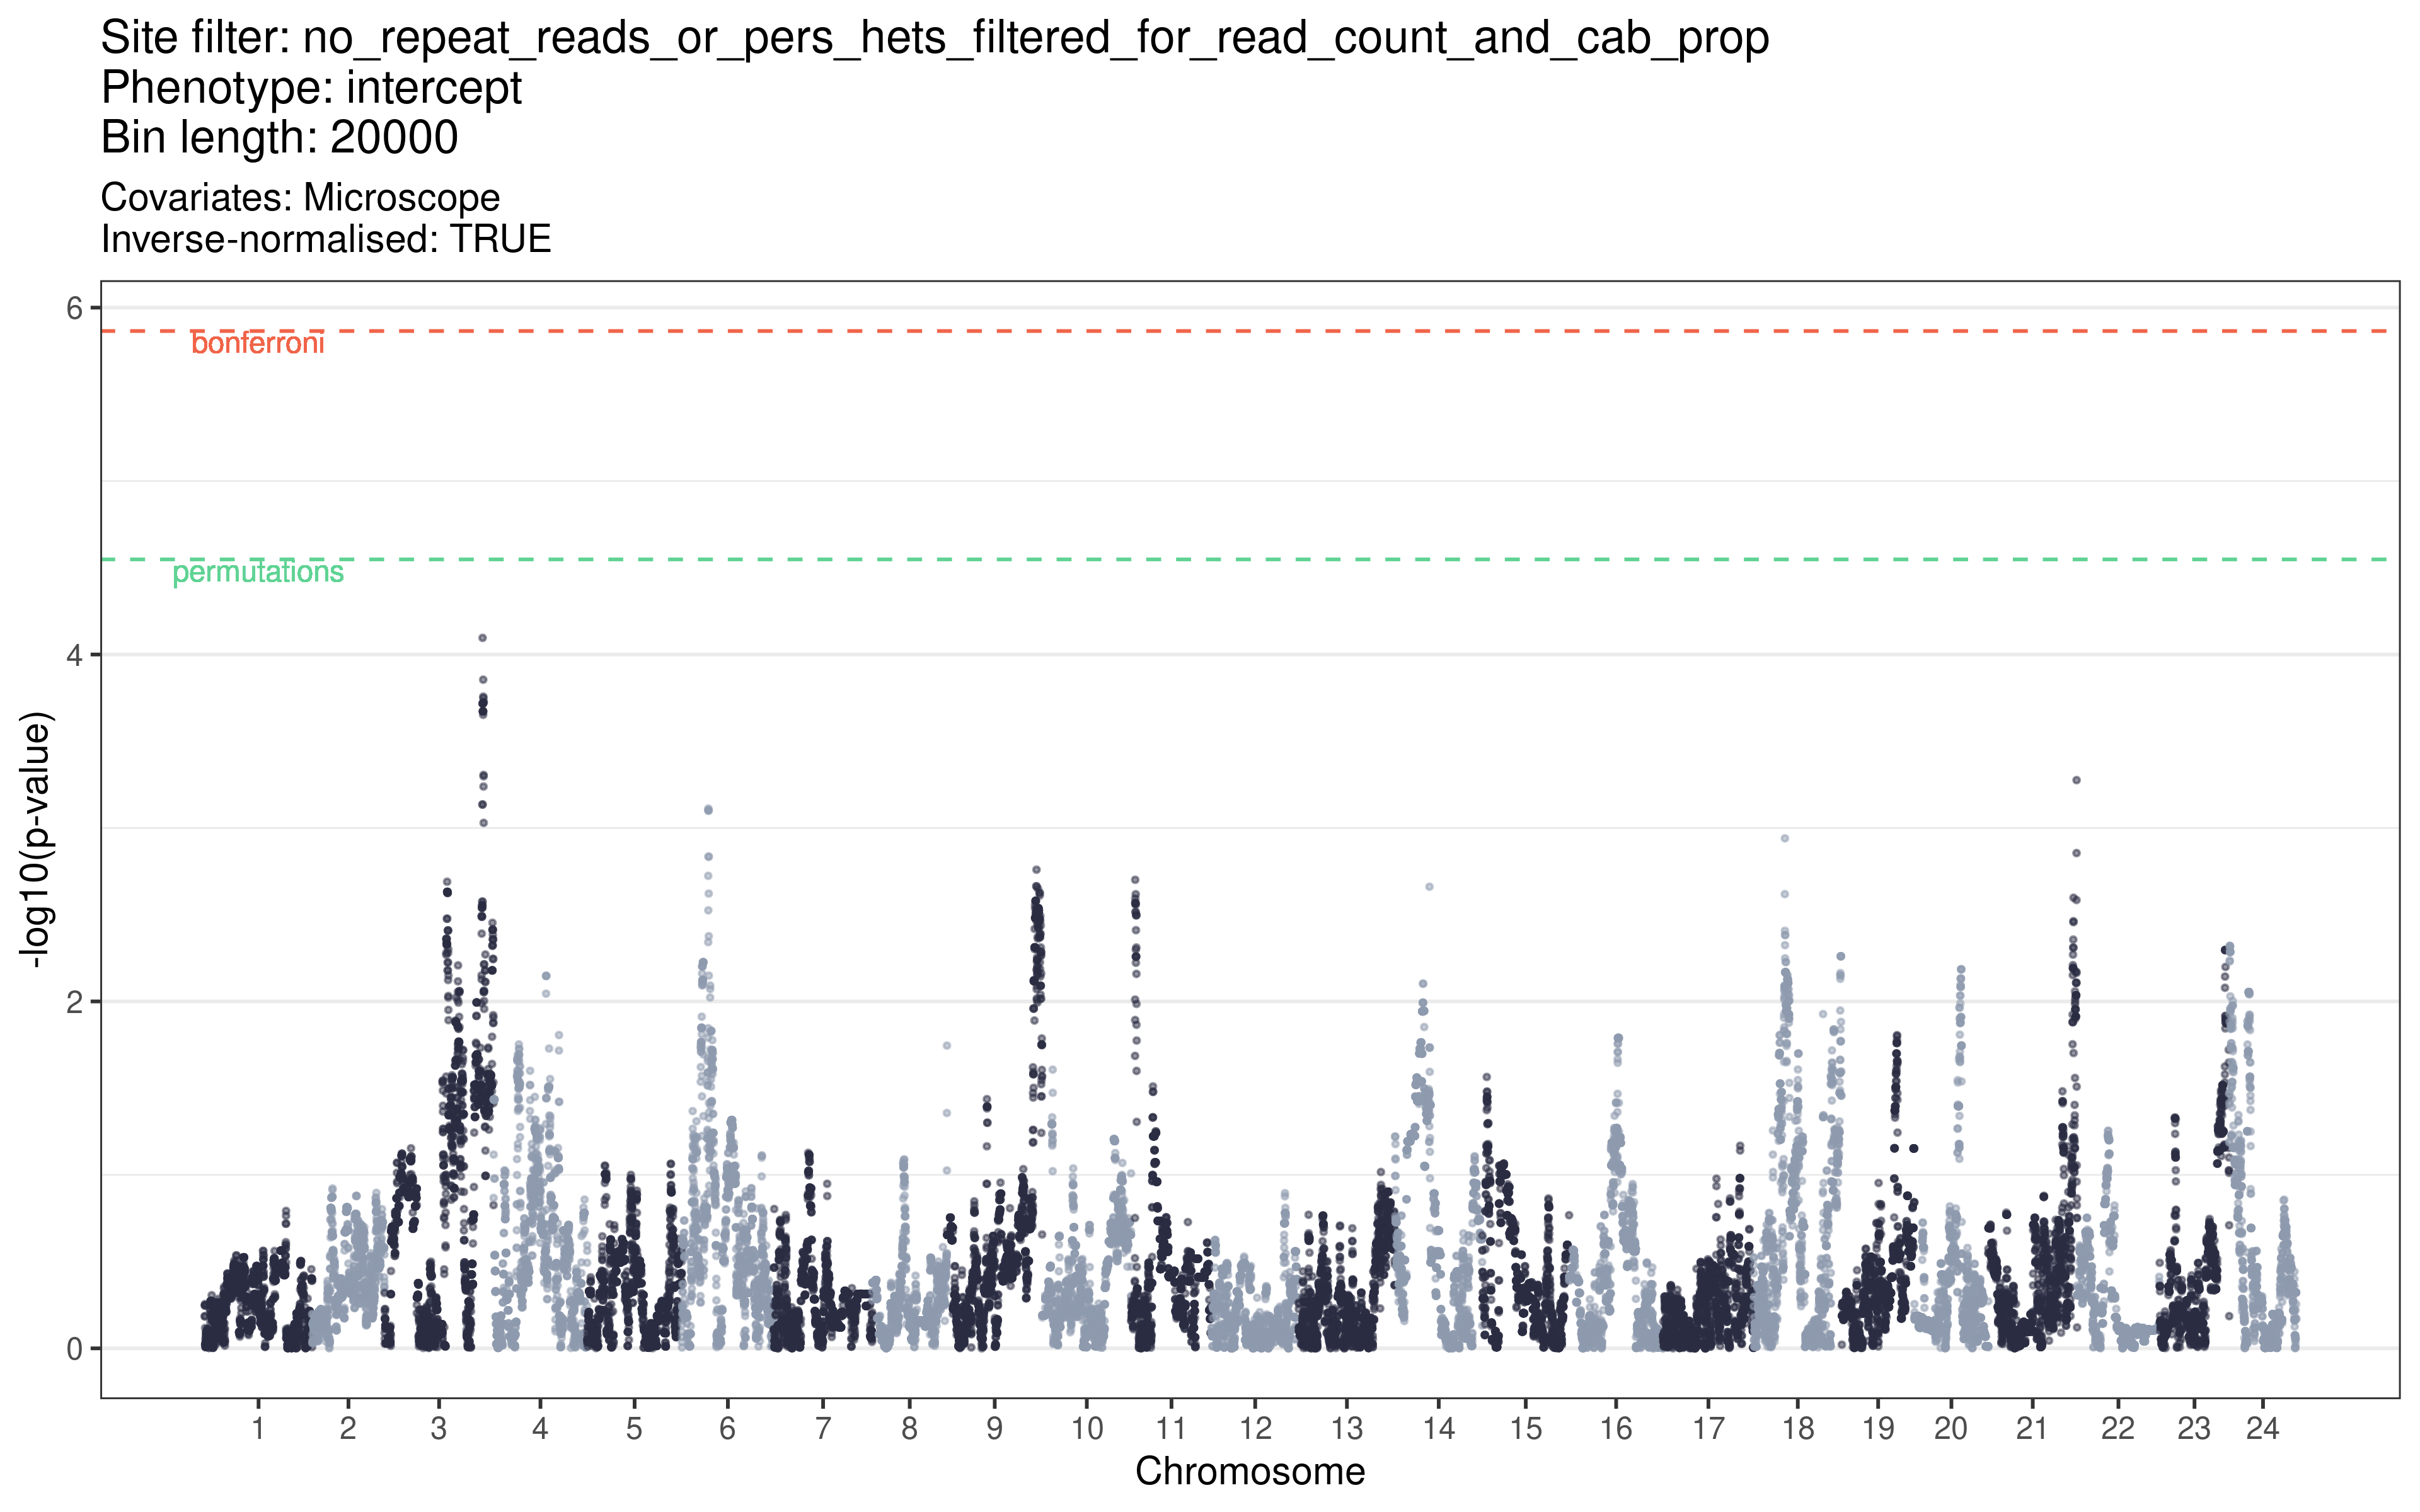 Site filter: no_repeat_reads_or_pers_hets_filtered_for_read_count_and_cab_prop
Phenotype: intercept
Bin length: 20000
Covariates: Microscope
Inverse-normalised: TRUE
6
bonferroni
permutations
4
-log10(p-value)
2
0
1 2 3 4 5 6 7 8 9 10 11 12 13 14 15 16 17 18 19 20 21 22 23 24
Chromosome